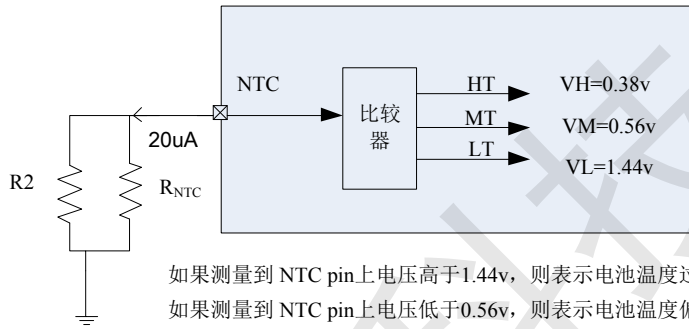 NTC
HT
VH=0.38v
比较
器
MT
VM=0.56v
20uA
LT
VL=1.44v
R2
RNTC
如果测量到 NTC pin上电压高于1.44v，则表示电池温度过
如果测量到 NTC pin上电压低于0.56v，则表示电池温度偏